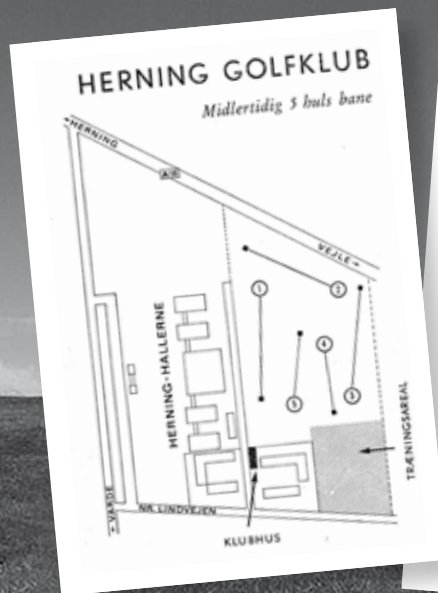 HERNING GOLFKLUB
Midlertidig 5 huls bane
←HERNING
A15
VEJLE→
1
2
3
4
5
HERNING-HALLERNE
TRÆNINGSAREAL
←VARDE
NR. LINDVEJEN
KLUBHUS